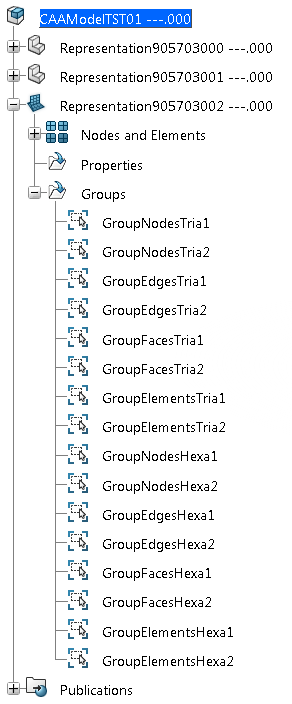 CAAModelTST01 ---.000
Representation905703000 ---.000
Representation905703001 ---.000
Representation905703002 ---.000
Nodes and Elements
Properties
Groups
GroupNodesTria1
GroupNodesTria2
GroupEdgesTria1
GroupEdgesTria2
GroupFacesTria1
GroupFacesTria2
GroupElementsTria1
GroupElementsTria2
GroupNodesHexa1
GroupNodesHexa2
GroupEdgesHexa1
GroupEdgesHexa2
GroupFacesHexa1
GroupFacesHexa2
GroupElementsHexa1
GroupElementsHexa2
Publications